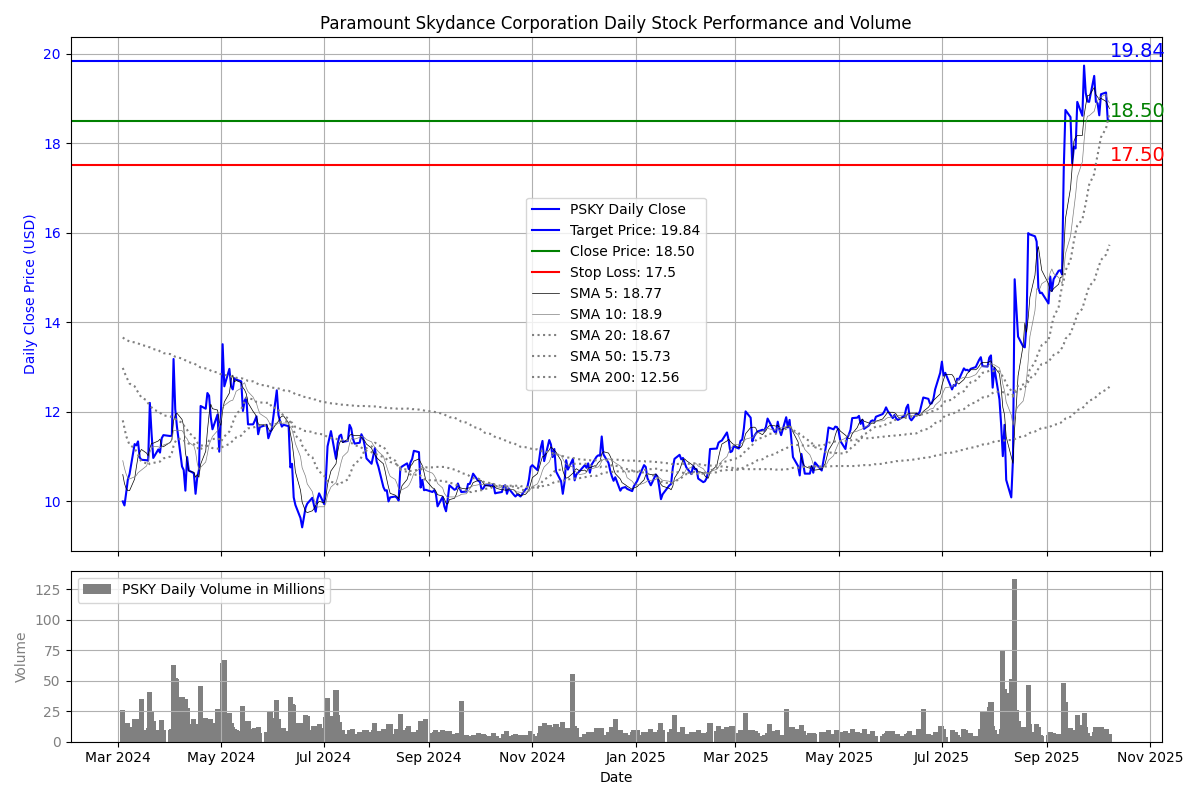 Paramount Skydance Corporation Daily Stock Performance and Volume
Daily Close Price (USD)
20
18
16
14
12
10
19.84
18.50
17.50
PSKY Daily Close
Target Price: 19.84
Close Price: 18.50
Stop Loss: 17.5
SMA 5: 18.77
SMA 10: 18.9
SMA 20: 18.67
SMA 50: 15.73
SMA 200: 12.56
Volume
125
100
75
50
25
0
PSKY Daily Volume in Millions
Mar 2024 May 2024 Jul 2024 Sep 2024 Nov 2024 Jan 2025 Mar 2025 May 2025 Jul 2025 Sep 2025 Nov 2025
Date